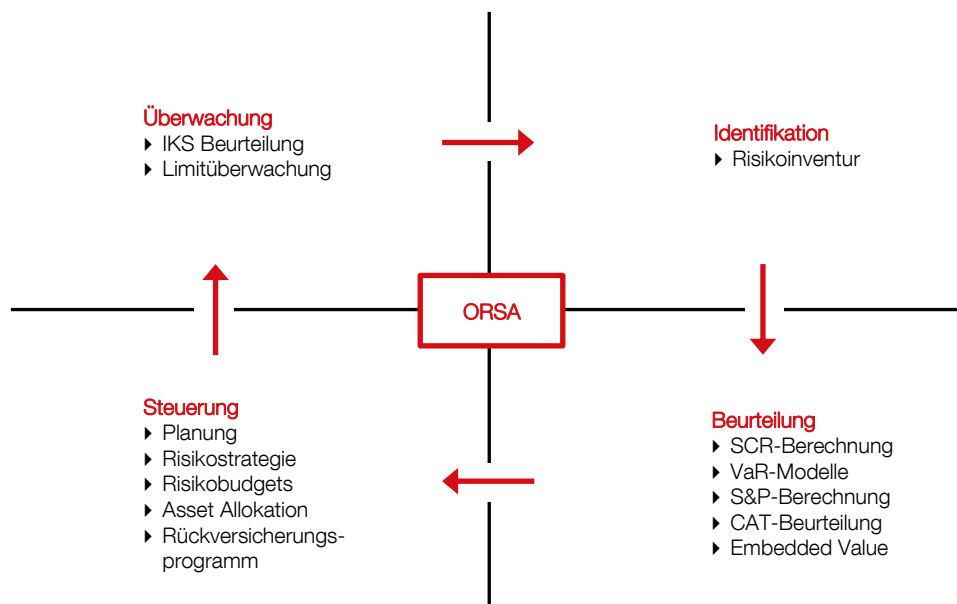 Überwachung
▸ IKS Beurteilung
▸ Limitüberwachung
Identifikation
▸ Risikoinventur
ORSA
Steuerung
▸ Planung
▸ Risikostrategie
▸ Risikobudgets
▸ Asset Allokation
▸ Rückversicherungs-
programm
Beurteilung
▸ SCR-Berechnung
▸ VaR-Modelle
▸ S&P-Berechnung
▸ CAT-Beurteilung
▸ Embedded Value